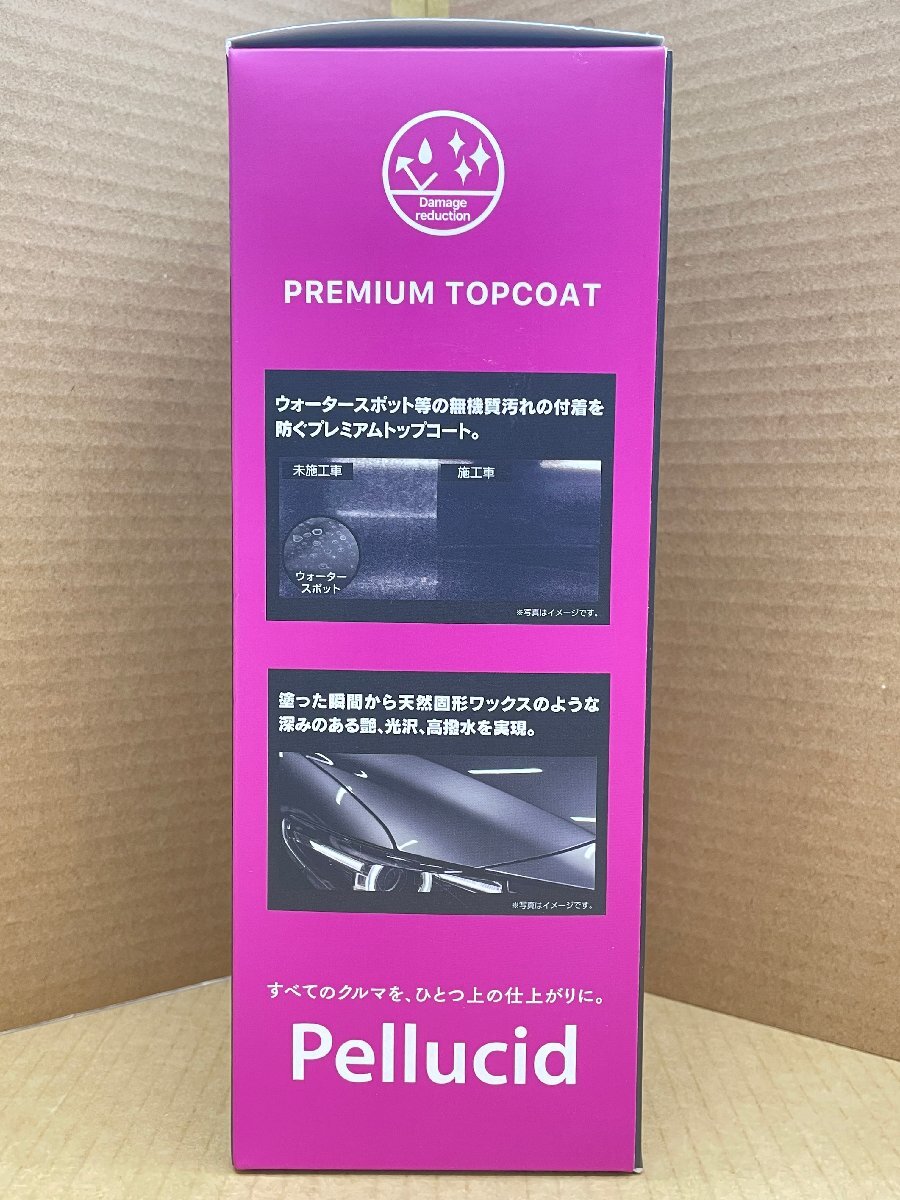 Damage
reduction
PREMIUM TOPCOAT
ウォータースポット等の無機質汚れの付着を
防ぐプレミアムトップコート。
未施工車
施工車
ウォーター
スポット
※写真はイメージです。
塗った瞬間から天然固形ワックスのような
深みのある艶、光沢、高撥水を実現。
※写真はイメージです。
すべてのクルマを、ひとつ上の仕上がりに。
Pellucid